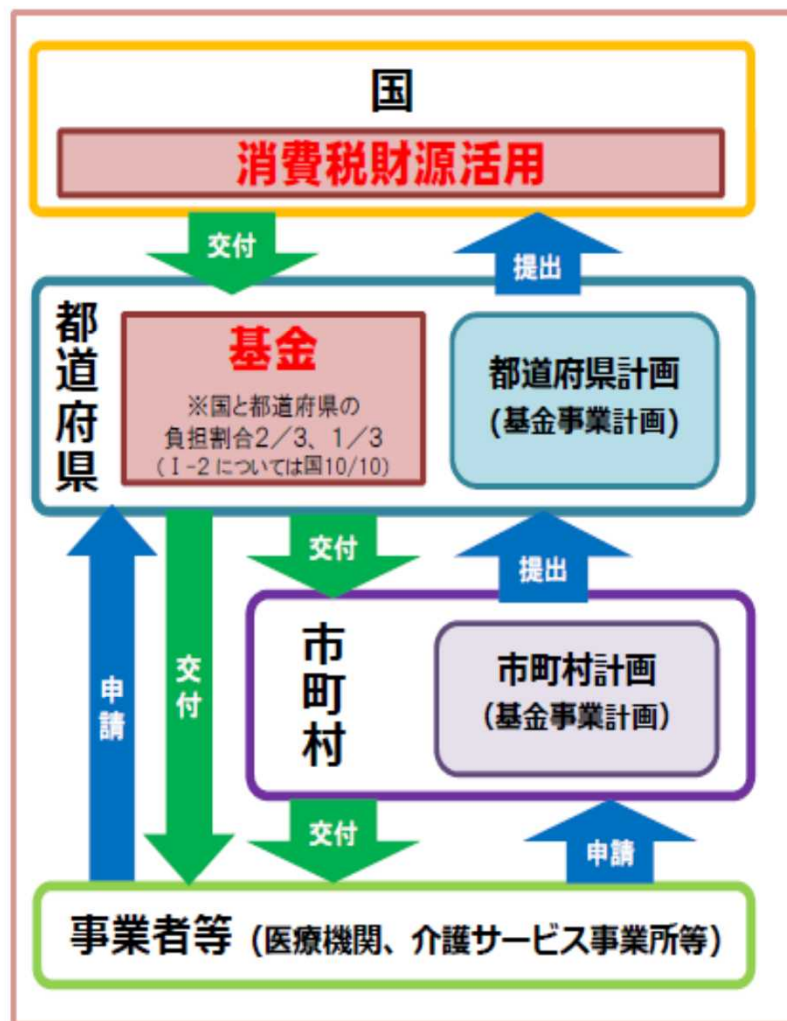 国
消費税財源活用
交付
提出
都道府県
基金
※国と都道府県の
負担割合2/3、1/3
(Ⅰ-2については国10/10)
都道府県計画
(基金事業計画)
申請
交付
交付
提出
市町村
市町村計画
(基金事業計画)
交付
申請
事業者等(医療機関、介護サービス事業所等)